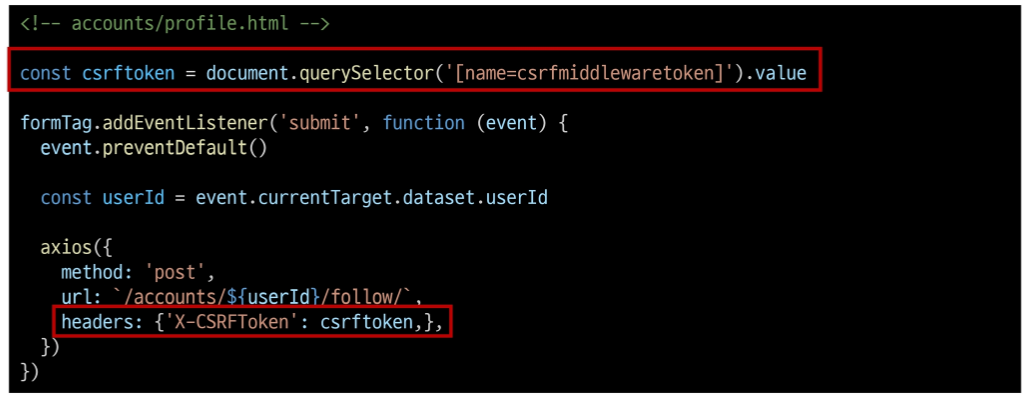 <!-- accounts/profile.html -->
const csrftoken = document.querySelector('[name=csrfmiddlewaretoken]').value
formTag.addEventListener('submit', function (event) {
event.preventDefault()
const userId = event.currentTarget.dataset.userId
axios({
method: 'post',
url: `/accounts/${userId}/follow/`,
headers: {'X-CSRFToken': csrftoken,},
})
})